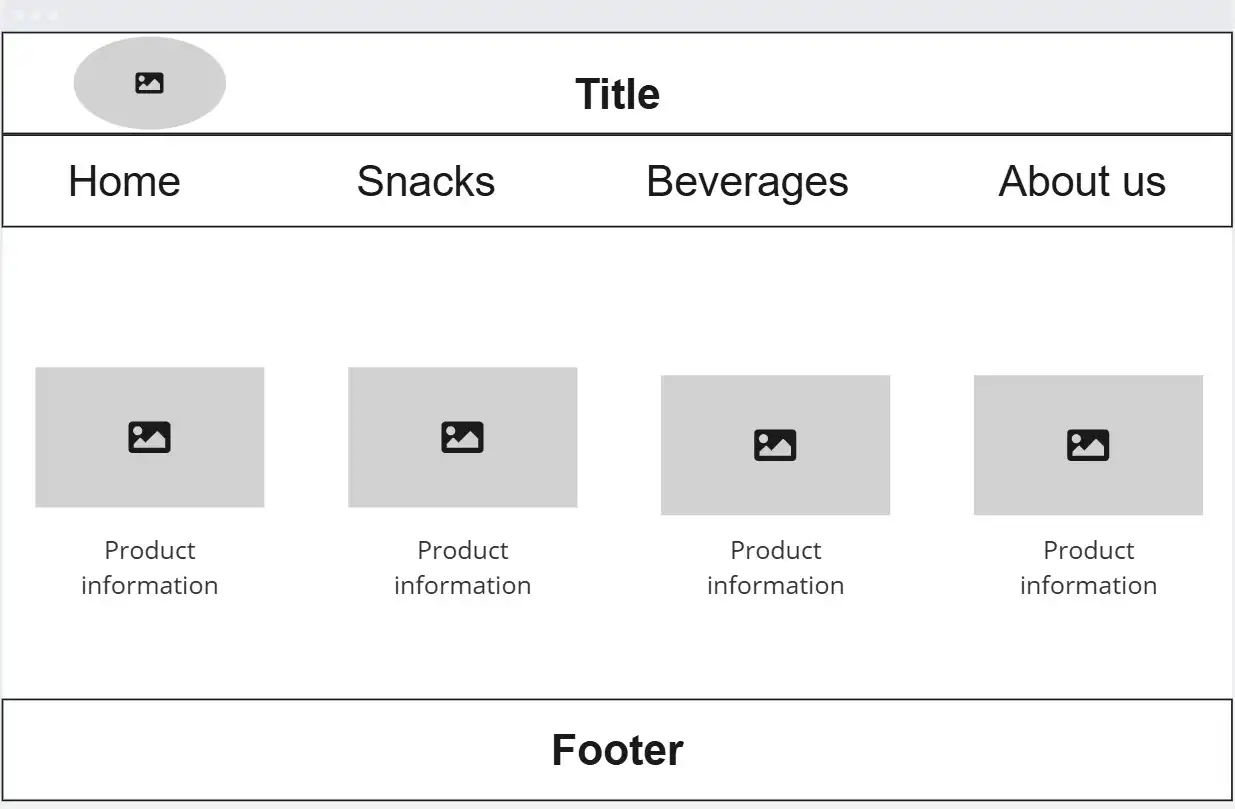 Title
Home Snacks Beverages About us
Product
information
Product
information
Product
information
Product
information
Footer